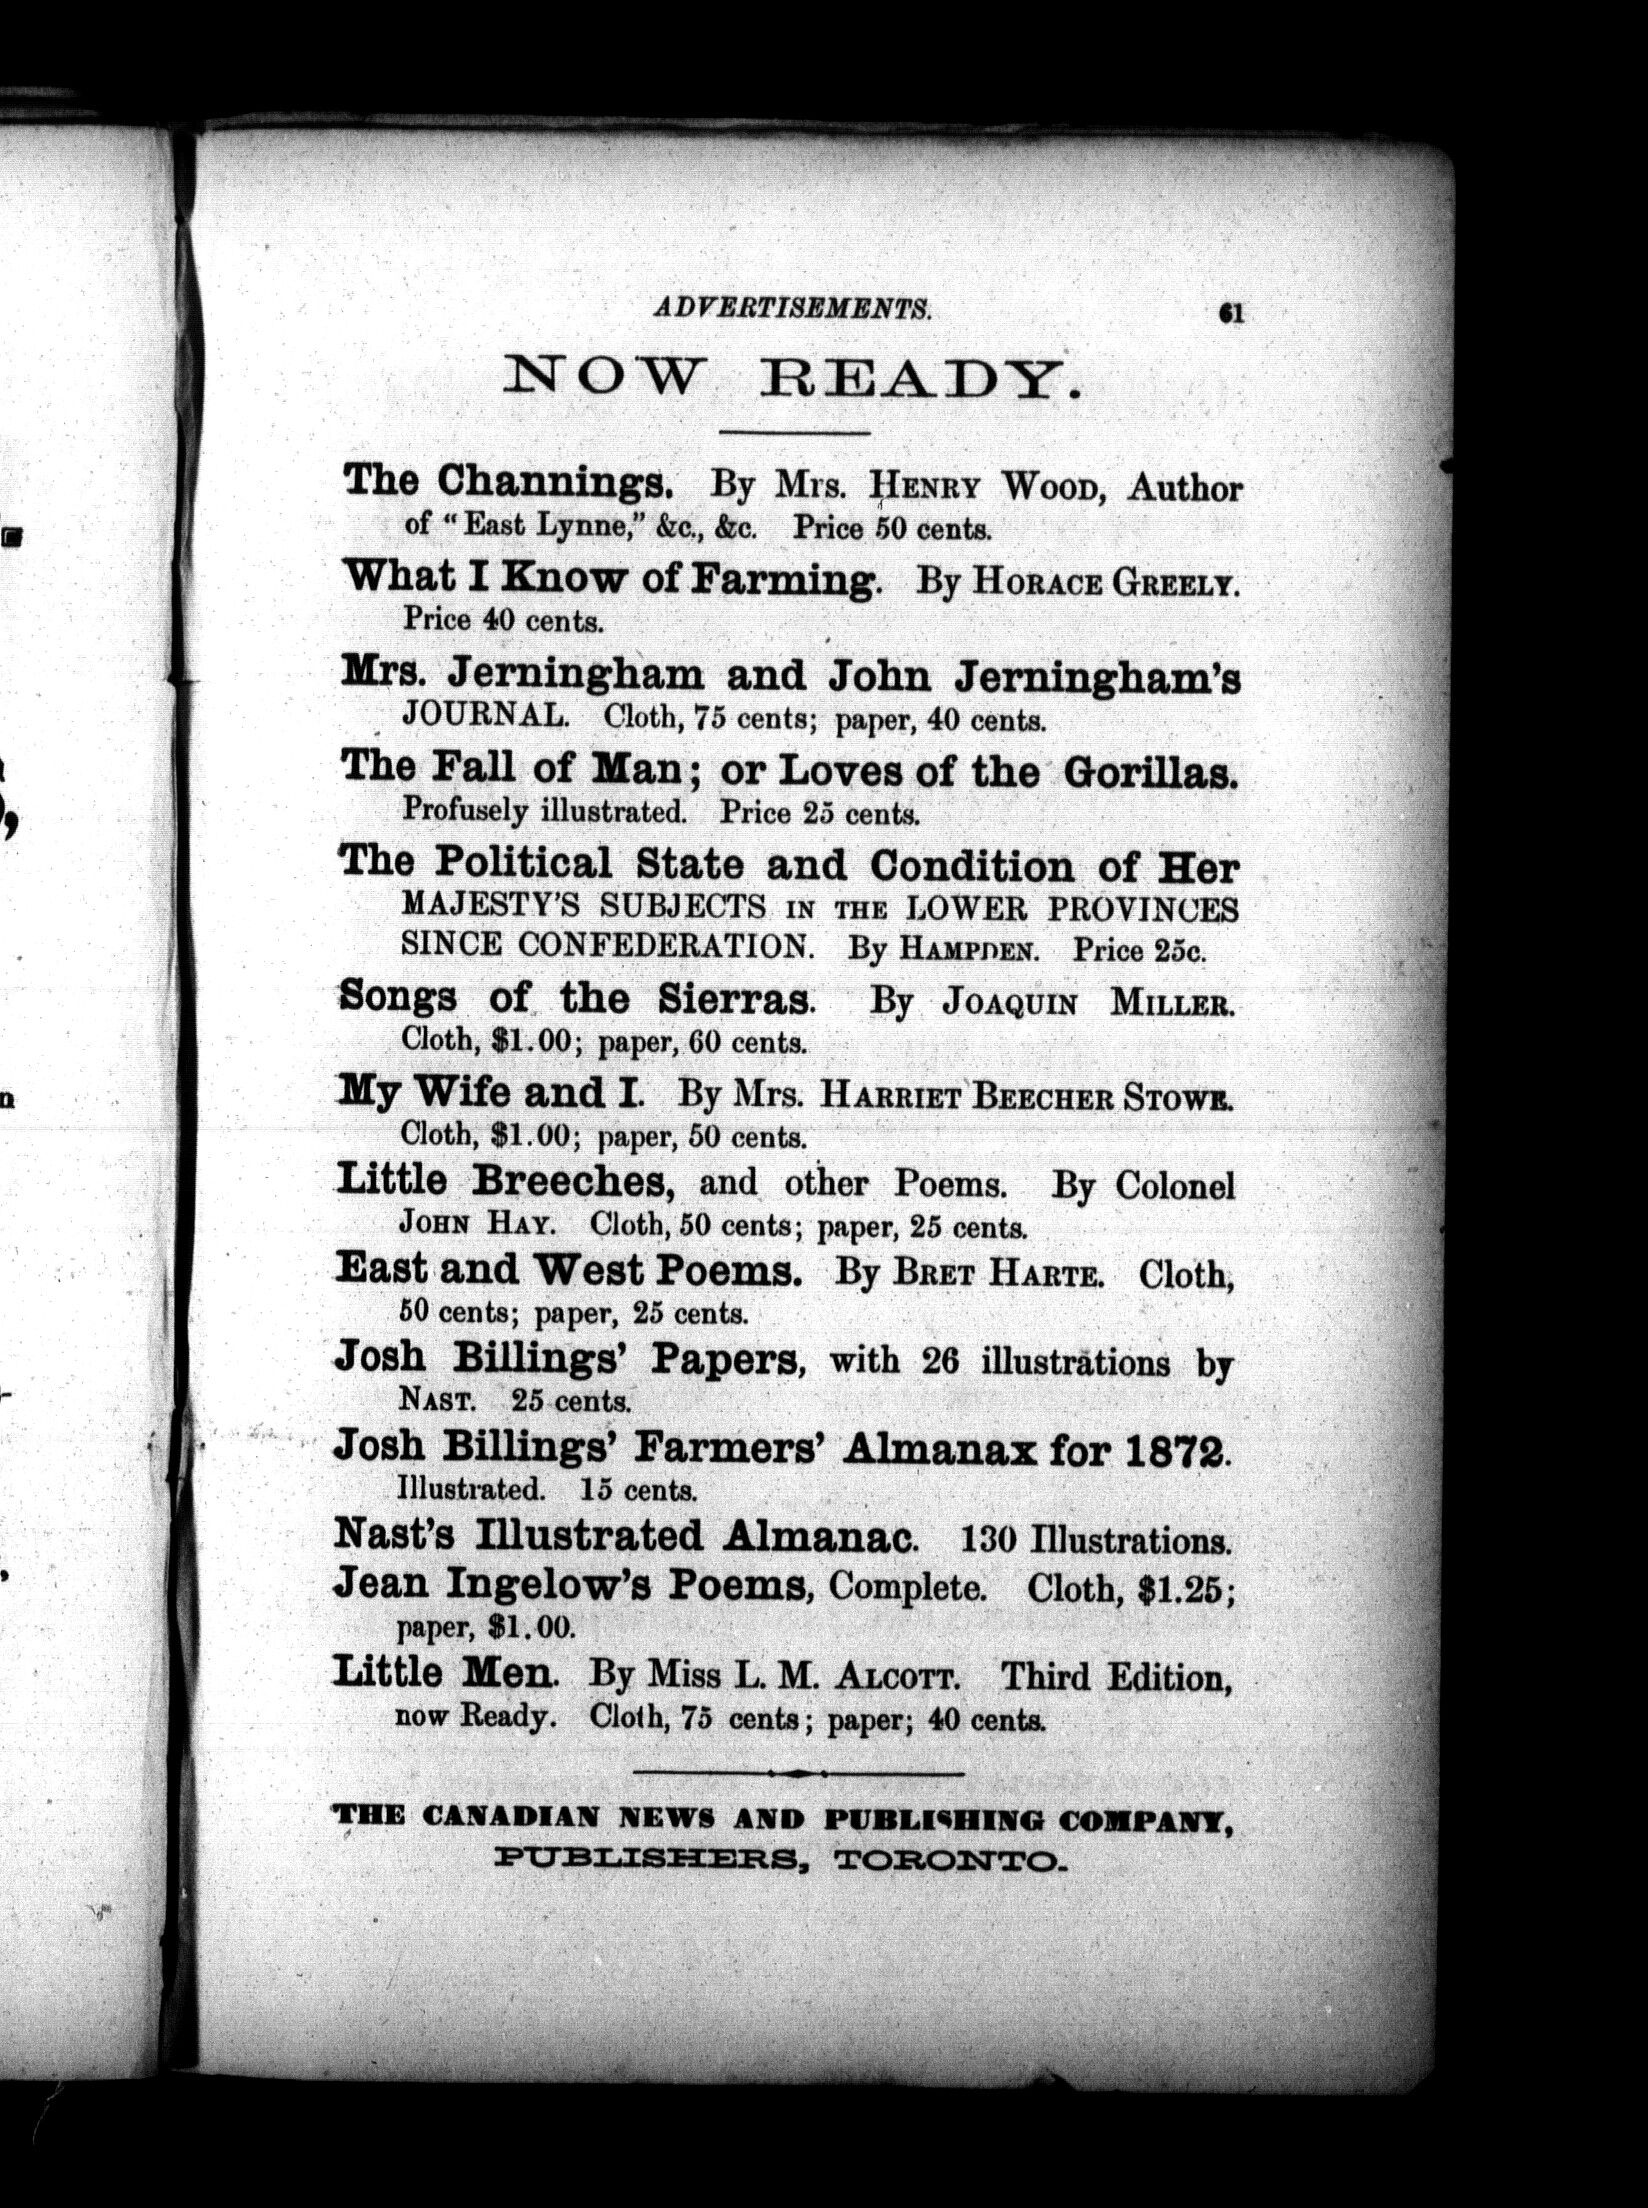 ADVERTISEMENTS. 61
NOW READY.
The Channings. By Mrs. HENRY WOOD, Author
of "East Lynne," &c., &c. Price 50 cents.
What I Know of Farming. By HORACE GREELY.
Price 40 cents.
Mrs. Jerningham and John Jerningham's
JOURNAL. Cloth, 75 cents; paper, 40 cents.
The Fall of Man; or Loves of the Gorillas.
Profusely illustrated. Price 25 cents.
The Political State and Condition of Her
MAJESTY'S SUBJECTS IN THE LOWER PROVINCES
SINCE CONFEDERATION. By HAMPDEN. Price 25c.
Songs of the Sierras. By JOAQUIN MILLER.
Cloth, $1.00; paper, 60 cents.
My Wife and I. By Mrs. HARRIET BEECHER STOWE.
Cloth, $1.00; paper, 50 cents.
Little Breeches, and other Poems. By Colonel
JOHN HAY. Cloth, 50 cents; paper, 25 cents.
East and West Poems. By BRET HARTE. Cloth,
50 cents; paper, 25 cents.
Josh Billings' Papers, with 26 illustrations by
NAST. 25 cents.
Josh Billings' Farmers' Almanax for 1872.
Illustrated. 15 cents.
Nast's Illustrated Almanac. 130 Illustrations.
Jean Ingelow's Poems, Complete. Cloth, $1.25;
paper, $1.00.
Little Men. By Miss L. M. ALCOTT. Third Edition,
now Ready. Cloth, 75 cents; paper; 40 cents.
THE CANADIAN NEWS AND PUBLISHING COMPANY,
PUBLISHERS, TORONTO.